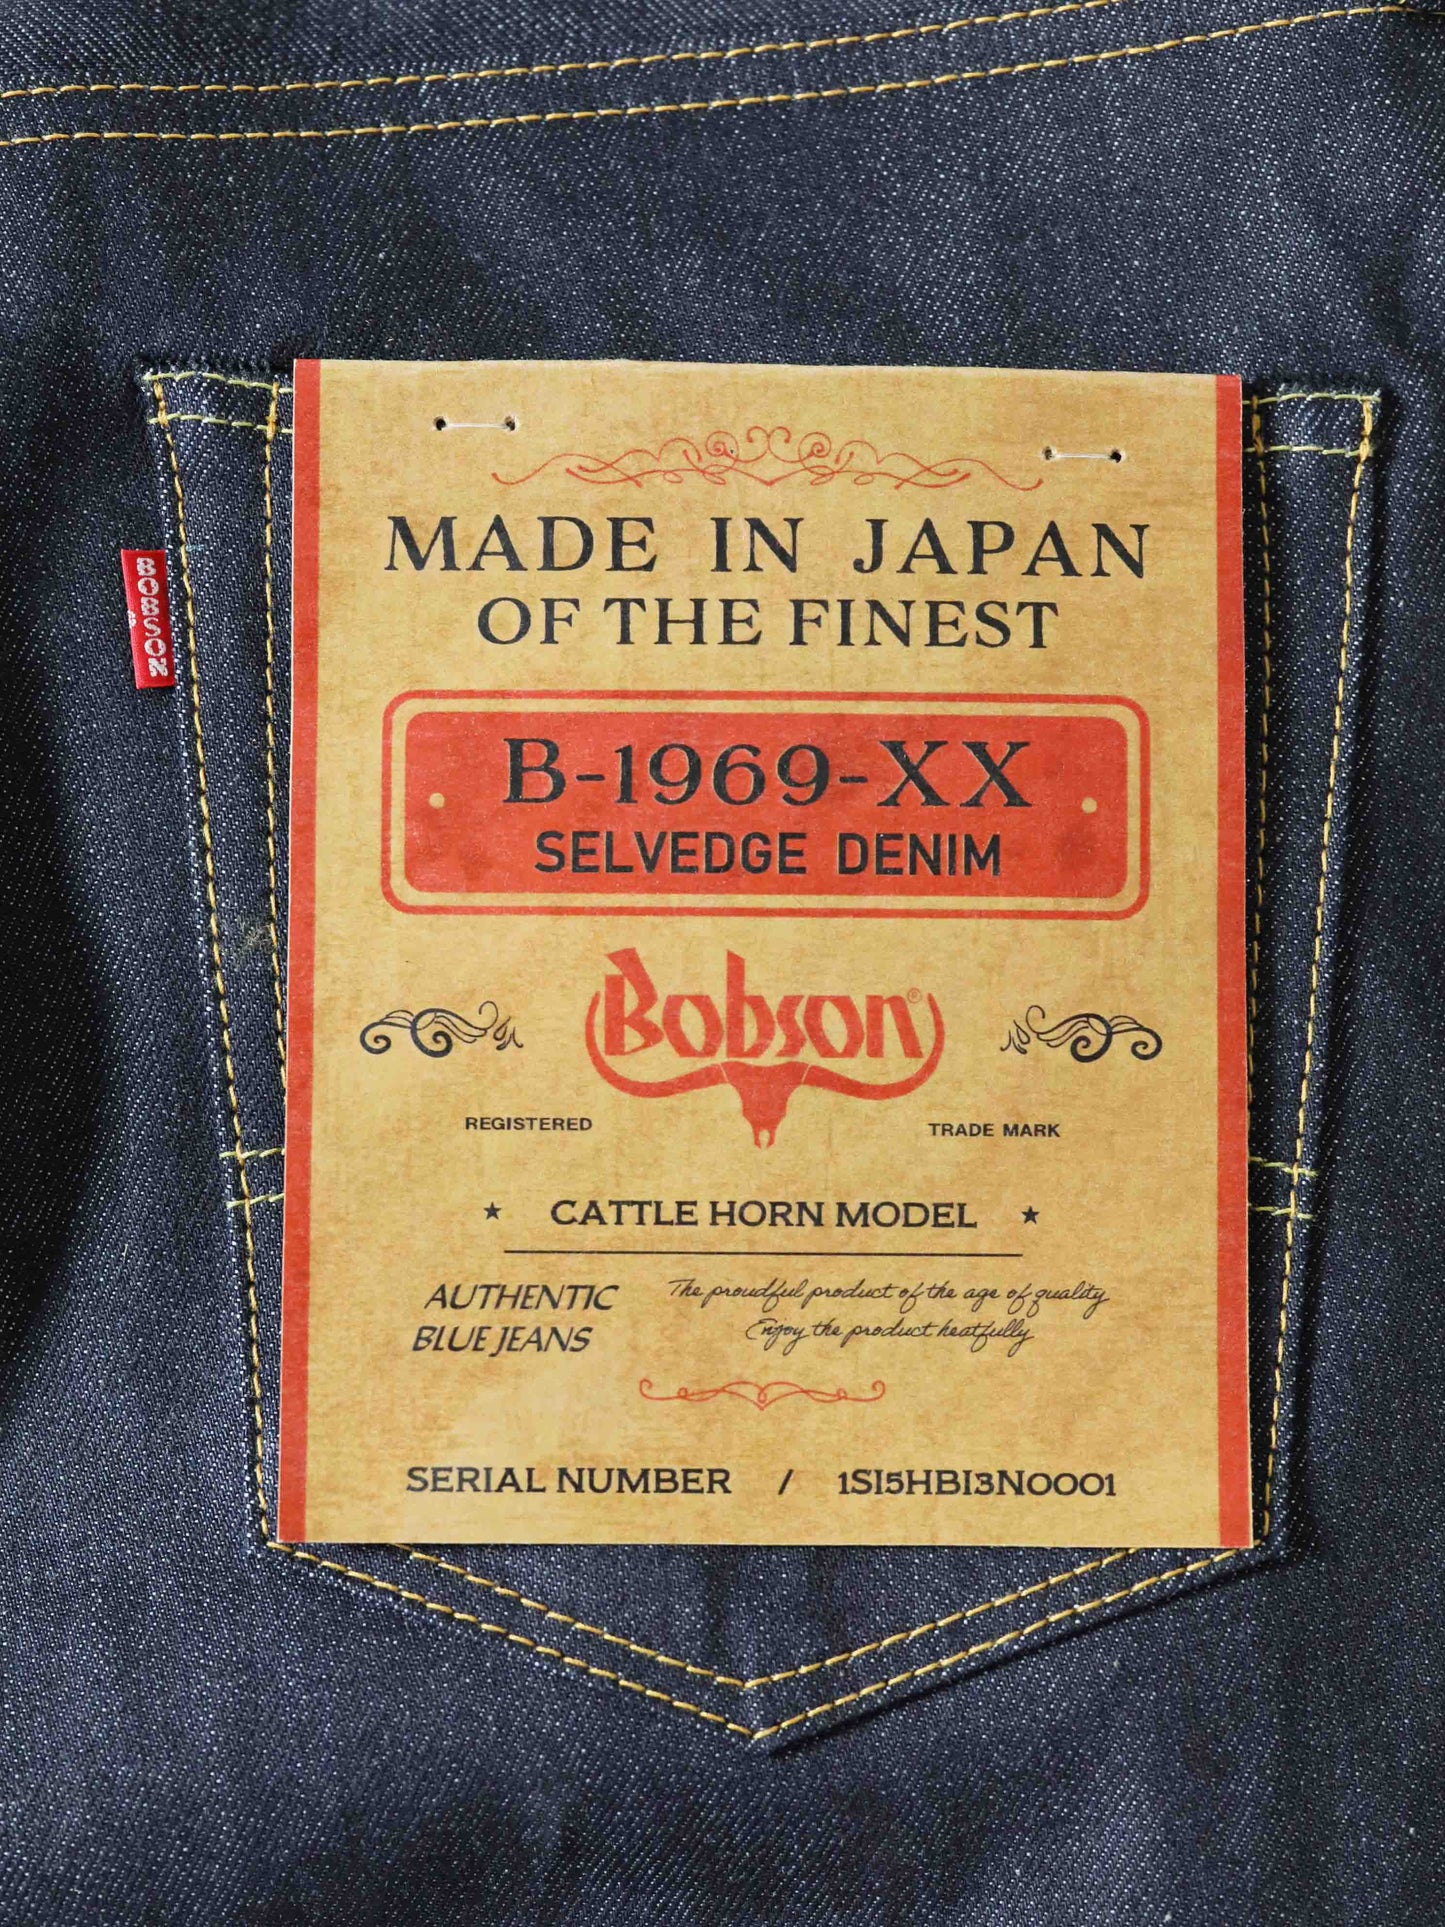 MADE IN JAPAN
OF THE FINEST
BOBSON
B-1969-XX
SELVEDGE DENIM
Bobson®
REGISTERED TRADE MARK
★ CATTLE HORN MODEL ★
AUTHENTIC
BLUE JEANS
The proudful product of the age of quality
Enjoy the product heatfully
SERIAL NUMBER / 1SI5HBI3N0001